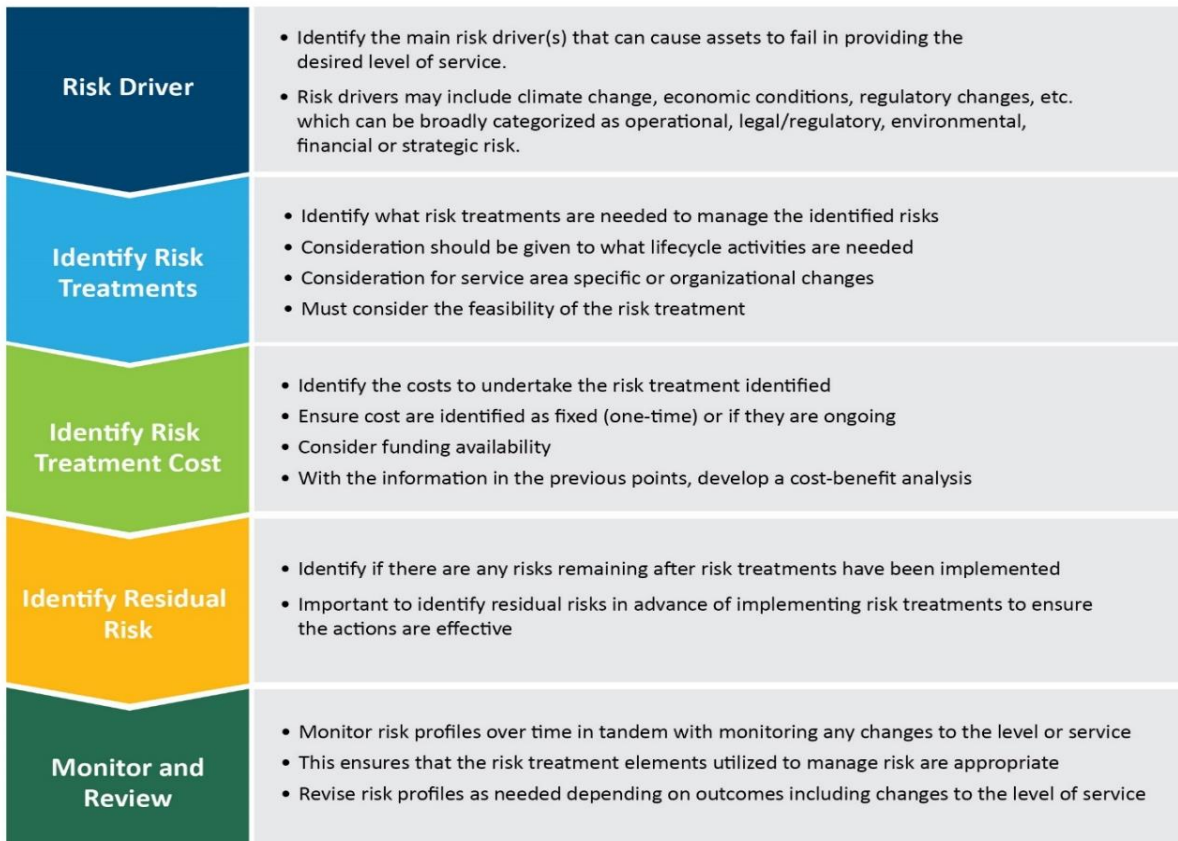 Risk Driver
• Identify the main risk driver(s) that can cause assets to fail in providing the
desired level of service.
• Risk drivers may include climate change, economic conditions, regulatory changes, etc.
which can be broadly categorized as operational, legal/regulatory, environmental,
financial or strategic risk.
Identify Risk
Treatments
• Identify what risk treatments are needed to manage the identified risks
• Consideration should be given to what lifecycle activities are needed
• Consideration for service area specific or organizational changes
• Must consider the feasibility of the risk treatment
Identify Risk
Treatment Cost
• Identify the costs to undertake the risk treatment identified
• Ensure cost are identified as fixed (one-time) or if they are ongoing
• Consider funding availability
• With the information in the previous points, develop a cost-benefit analysis
Identify Residual
Risk
• Identify if there are any risks remaining after risk treatments have been implemented
• Important to identify residual risks in advance of implementing risk treatments to ensure
the actions are effective
Monitor and
Review
• Monitor risk profiles over time in tandem with monitoring any changes to the level or service
• This ensures that the risk treatment elements utilized to manage risk are appropriate
• Revise risk profiles as needed depending on outcomes including changes to the level of service